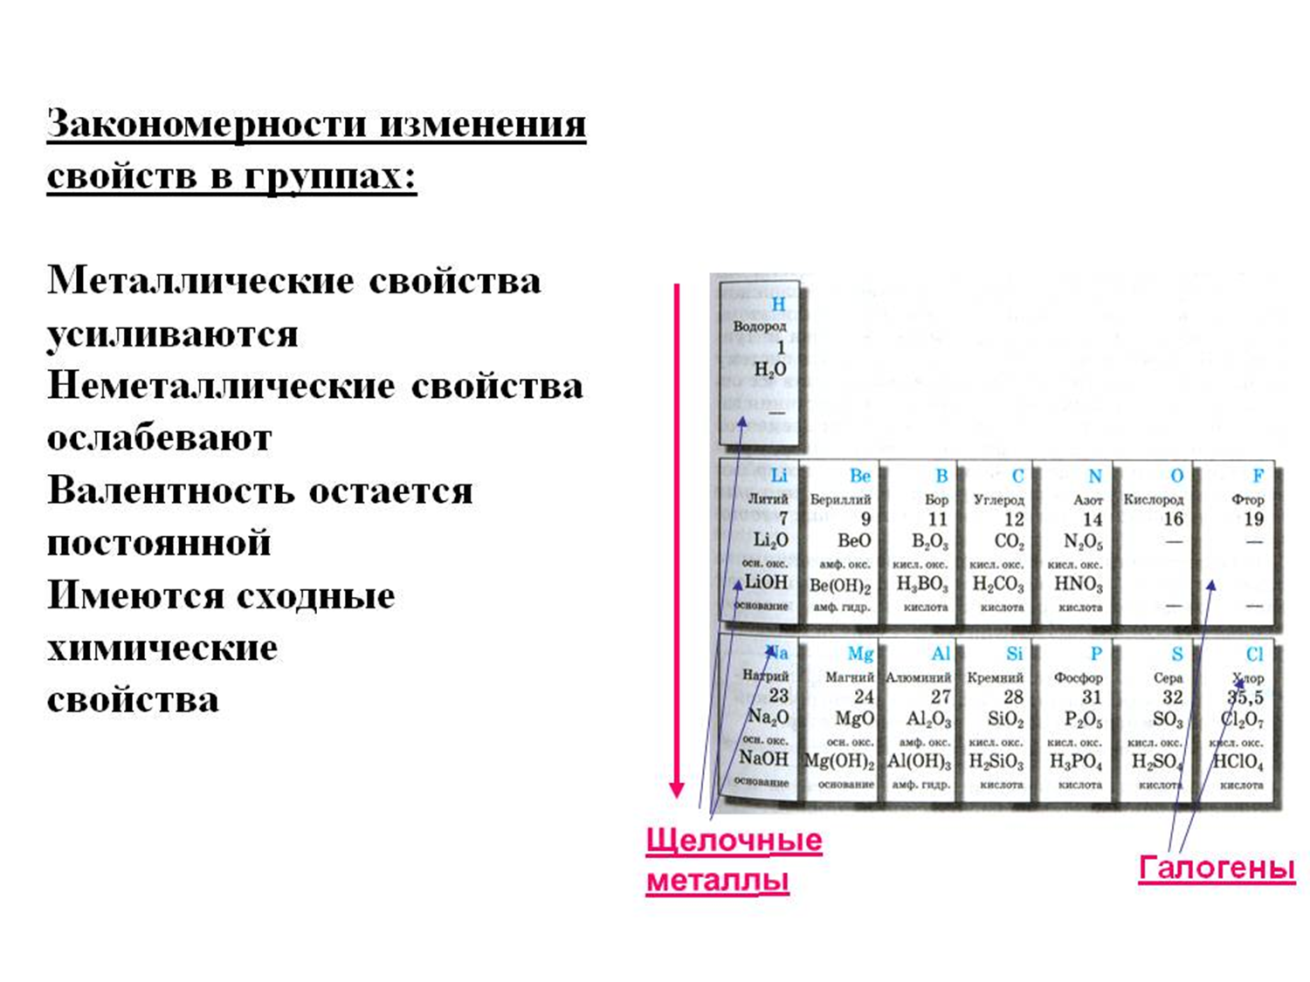 Закономерности изменения
свойств в группах:
Металлические свойства
усиливаются
Неметаллические свойства
ослабевают
Валентность остается
постоянной
Имеются сходные
химические
свойства
H
Водород
1
H₂O
—
Li Be B C N O F
Литий Бериллий Бор Углерод Азот Кислород Фтор
7 9 11 12 14 16 19
Li₂O BeO B₂O₃ CO₂ N₂O₅ — —
осн. окс. амф. окс. кисл. окс. кисл. окс. кисл. окс.
LiOH Be(OH)₂ H₃BO₃ H₂CO₃ HNO₃
основание амф. гидр. кислота кислота кислота — —
Na Mg Al Si P S Cl
Натрий Магний Алюминий Кремний Фосфор Сера Хлор
23 24 27 28 31 32 35,5
Na₂O MgO Al₂O₃ SiO₂ P₂O₅ SO₃ Cl₂O₇
осн. окс. осн. окс. амф. окс. кисл. окс. кисл. окс. кисл. окс. кисл. окс.
NaOH Mg(OH)₂ Al(OH)₃ H₂SiO₃ H₃PO₄ H₂SO₄ HClO₄
основание основание амф. гидр. кислота кислота кислота кислота
Щелочные
металлы
Галогены